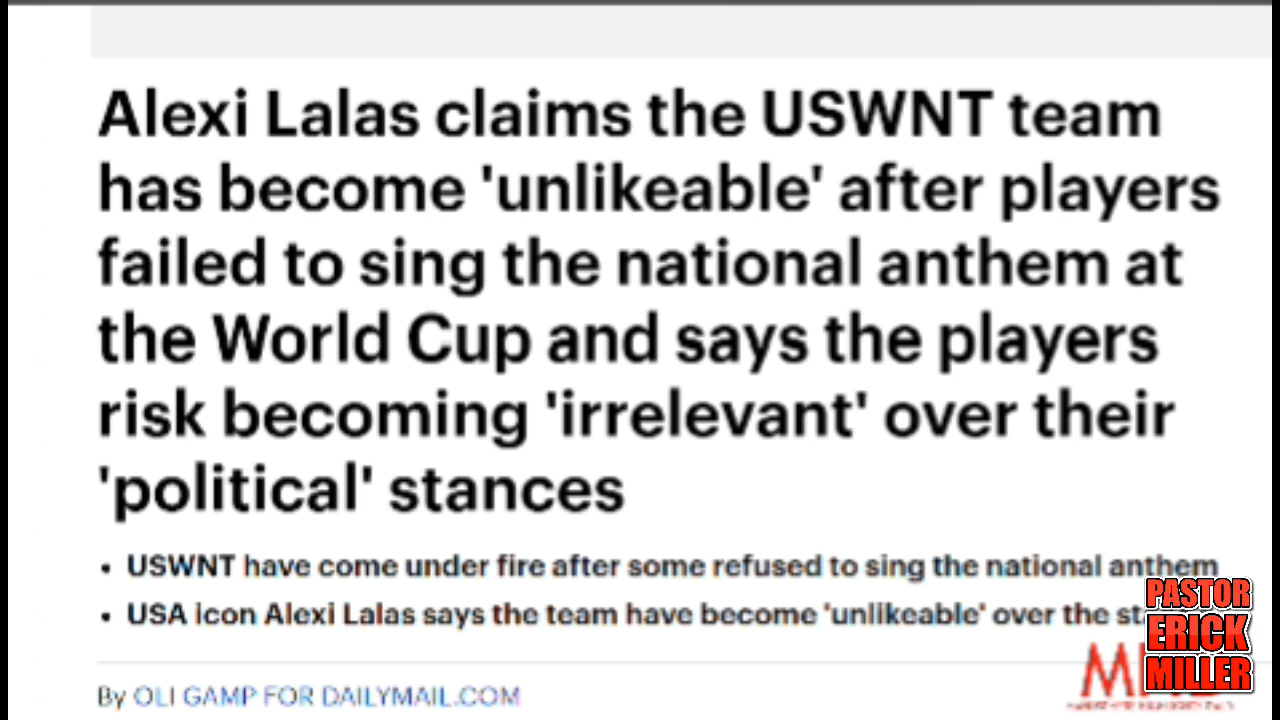 Alexi Lalas claims the USWNT team
has become 'unlikeable' after players
failed to sing the national anthem at
the World Cup and says the players
risk becoming 'irrelevant' over their
'political' stances
• USWNT have come under fire after some refused to sing the national anthem
• USA icon Alexi Lalas says the team have become 'unlikeable' over the
By OLI GAMP FOR DAILYMAIL.COM
PASTOR
ERICK
MILLER